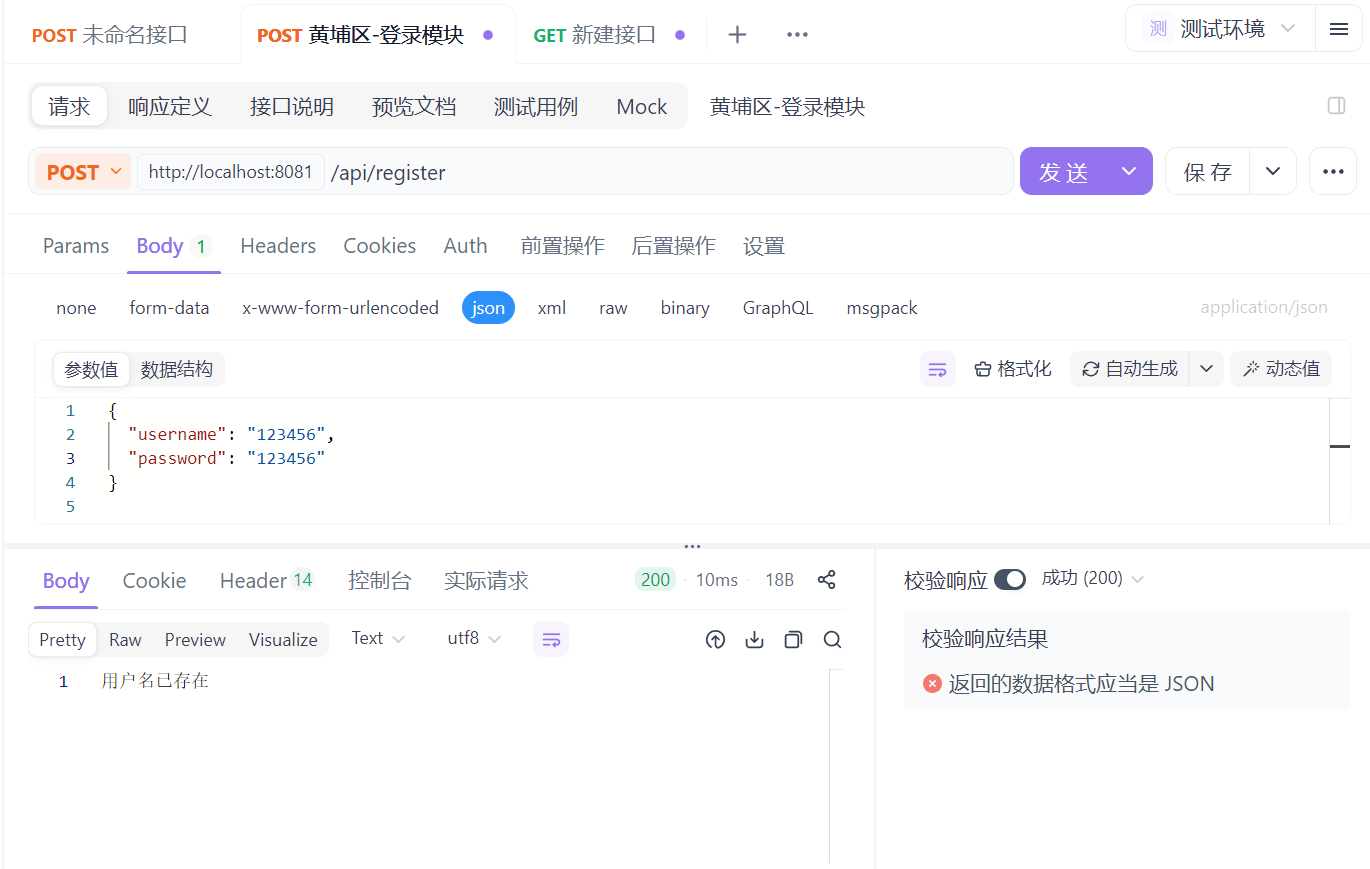 POST 未命名接口 POST 黄埔区-登录模块 GET 新建接口 测 测试环境
请求 响应定义 接口说明 预览文档 测试用例 Mock 黄埔区-登录模块
POST http://localhost:8081 /api/register 发送 保存
Params Body 1 Headers Cookies Auth 前置操作 后置操作 设置
none form-data x-www-form-urlencoded json xml raw binary GraphQL msgpack application/json
参数值 数据结构 格式化 自动生成 动态值
1 {
2 "username": "123456",
3 "password": "123456"
4 }
5
Body Cookie Header 14 控制台 实际请求 200 · 10ms · 18B 校验响应 成功 (200)
Pretty Raw Preview Visualize Text utf8 校验响应结果
1 用户名已存在 返回的数据格式应当是 JSON